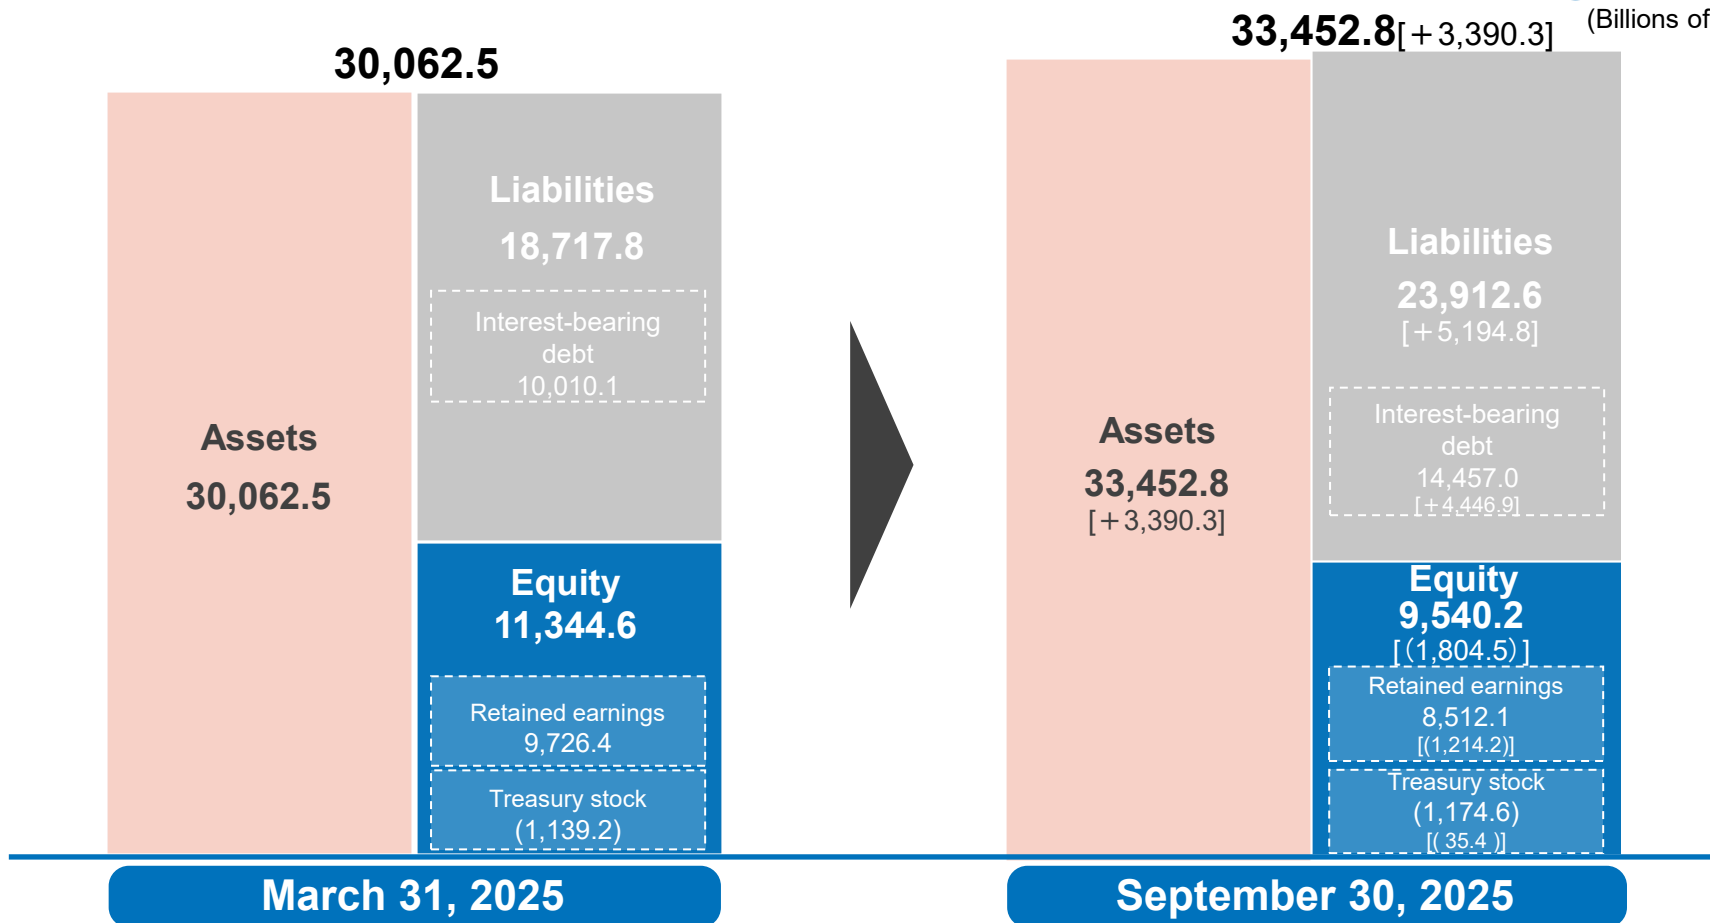 (Billions of
30,062.5
Liabilities
18,717.8
Interest-bearing
debt
10,010.1
Assets
30,062.5
Equity
11,344.6
Retained earnings
9,726.4
Treasury stock
(1,139.2)
March 31, 2025
33,452.8[+3,390.3]
Liabilities
23,912.6
[+5,194.8]
Interest-bearing
debt
14,457.0
[+4,446.9]
Assets
33,452.8
[+3,390.3]
Equity
9,540.2
[(1,804.5)]
Retained earnings
8,512.1
[(1,214.2)]
Treasury stock
(1,174.6)
[( 35.4 )]
September 30, 2025